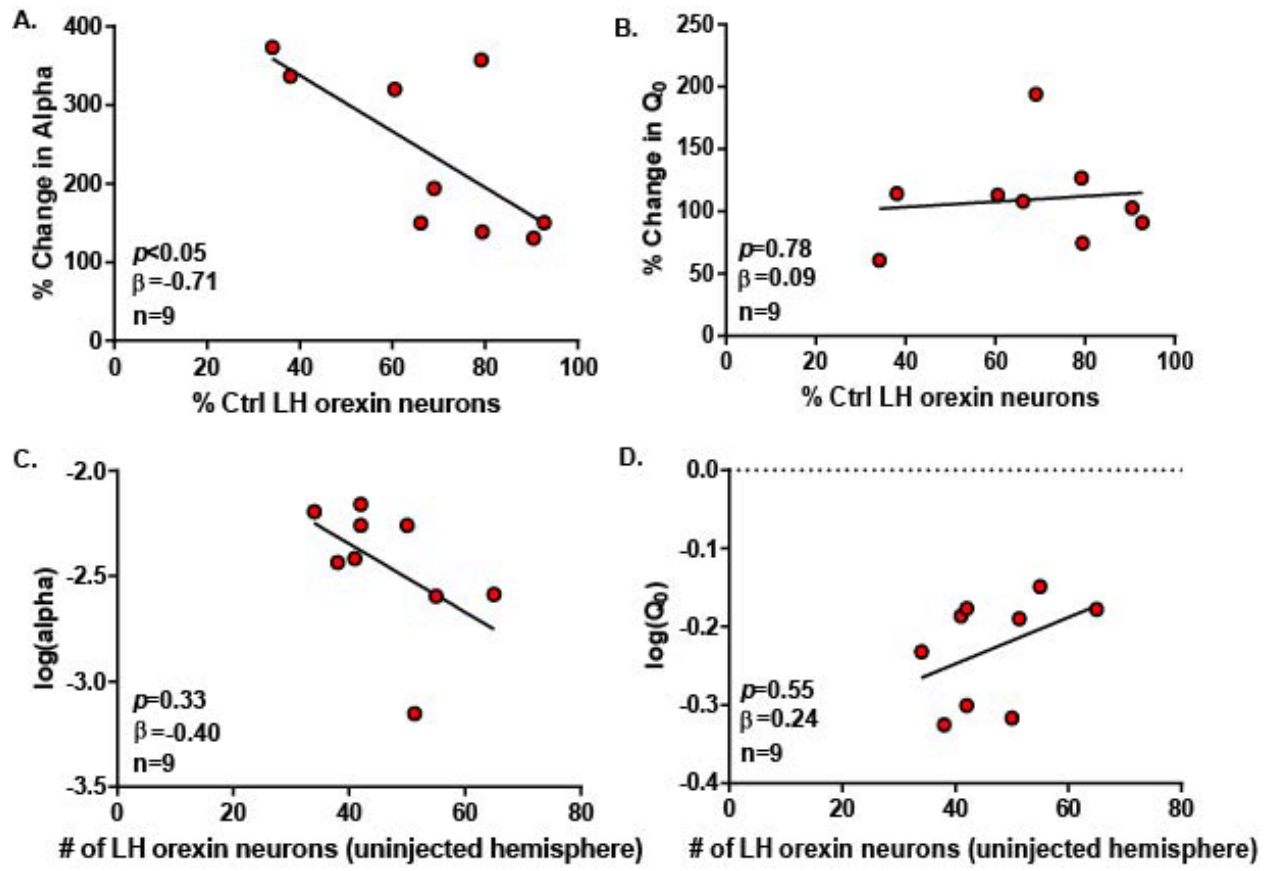 A.
400
300
200
100
0
% Change in Alpha
p<0.05
β=-0.71
n=9
0 20 40 60 80 100
% Ctrl LH orexin neurons
B.
250
200
150
100
50
0
% Change in Q0
p=0.78
β=0.09
n=9
0 20 40 60 80 100
% Ctrl LH orexin neurons
C.
-2.0
-2.5
-3.0
-3.5
log(alpha)
p=0.33
β=-0.40
n=9
0 20 40 60 80
# of LH orexin neurons (uninjected hemisphere)
D.
0.0
-0.1
-0.2
-0.3
-0.4
log(Q0)
p=0.55
β=0.24
n=9
0 20 40 60 80
# of LH orexin neurons (uninjected hemisphere)